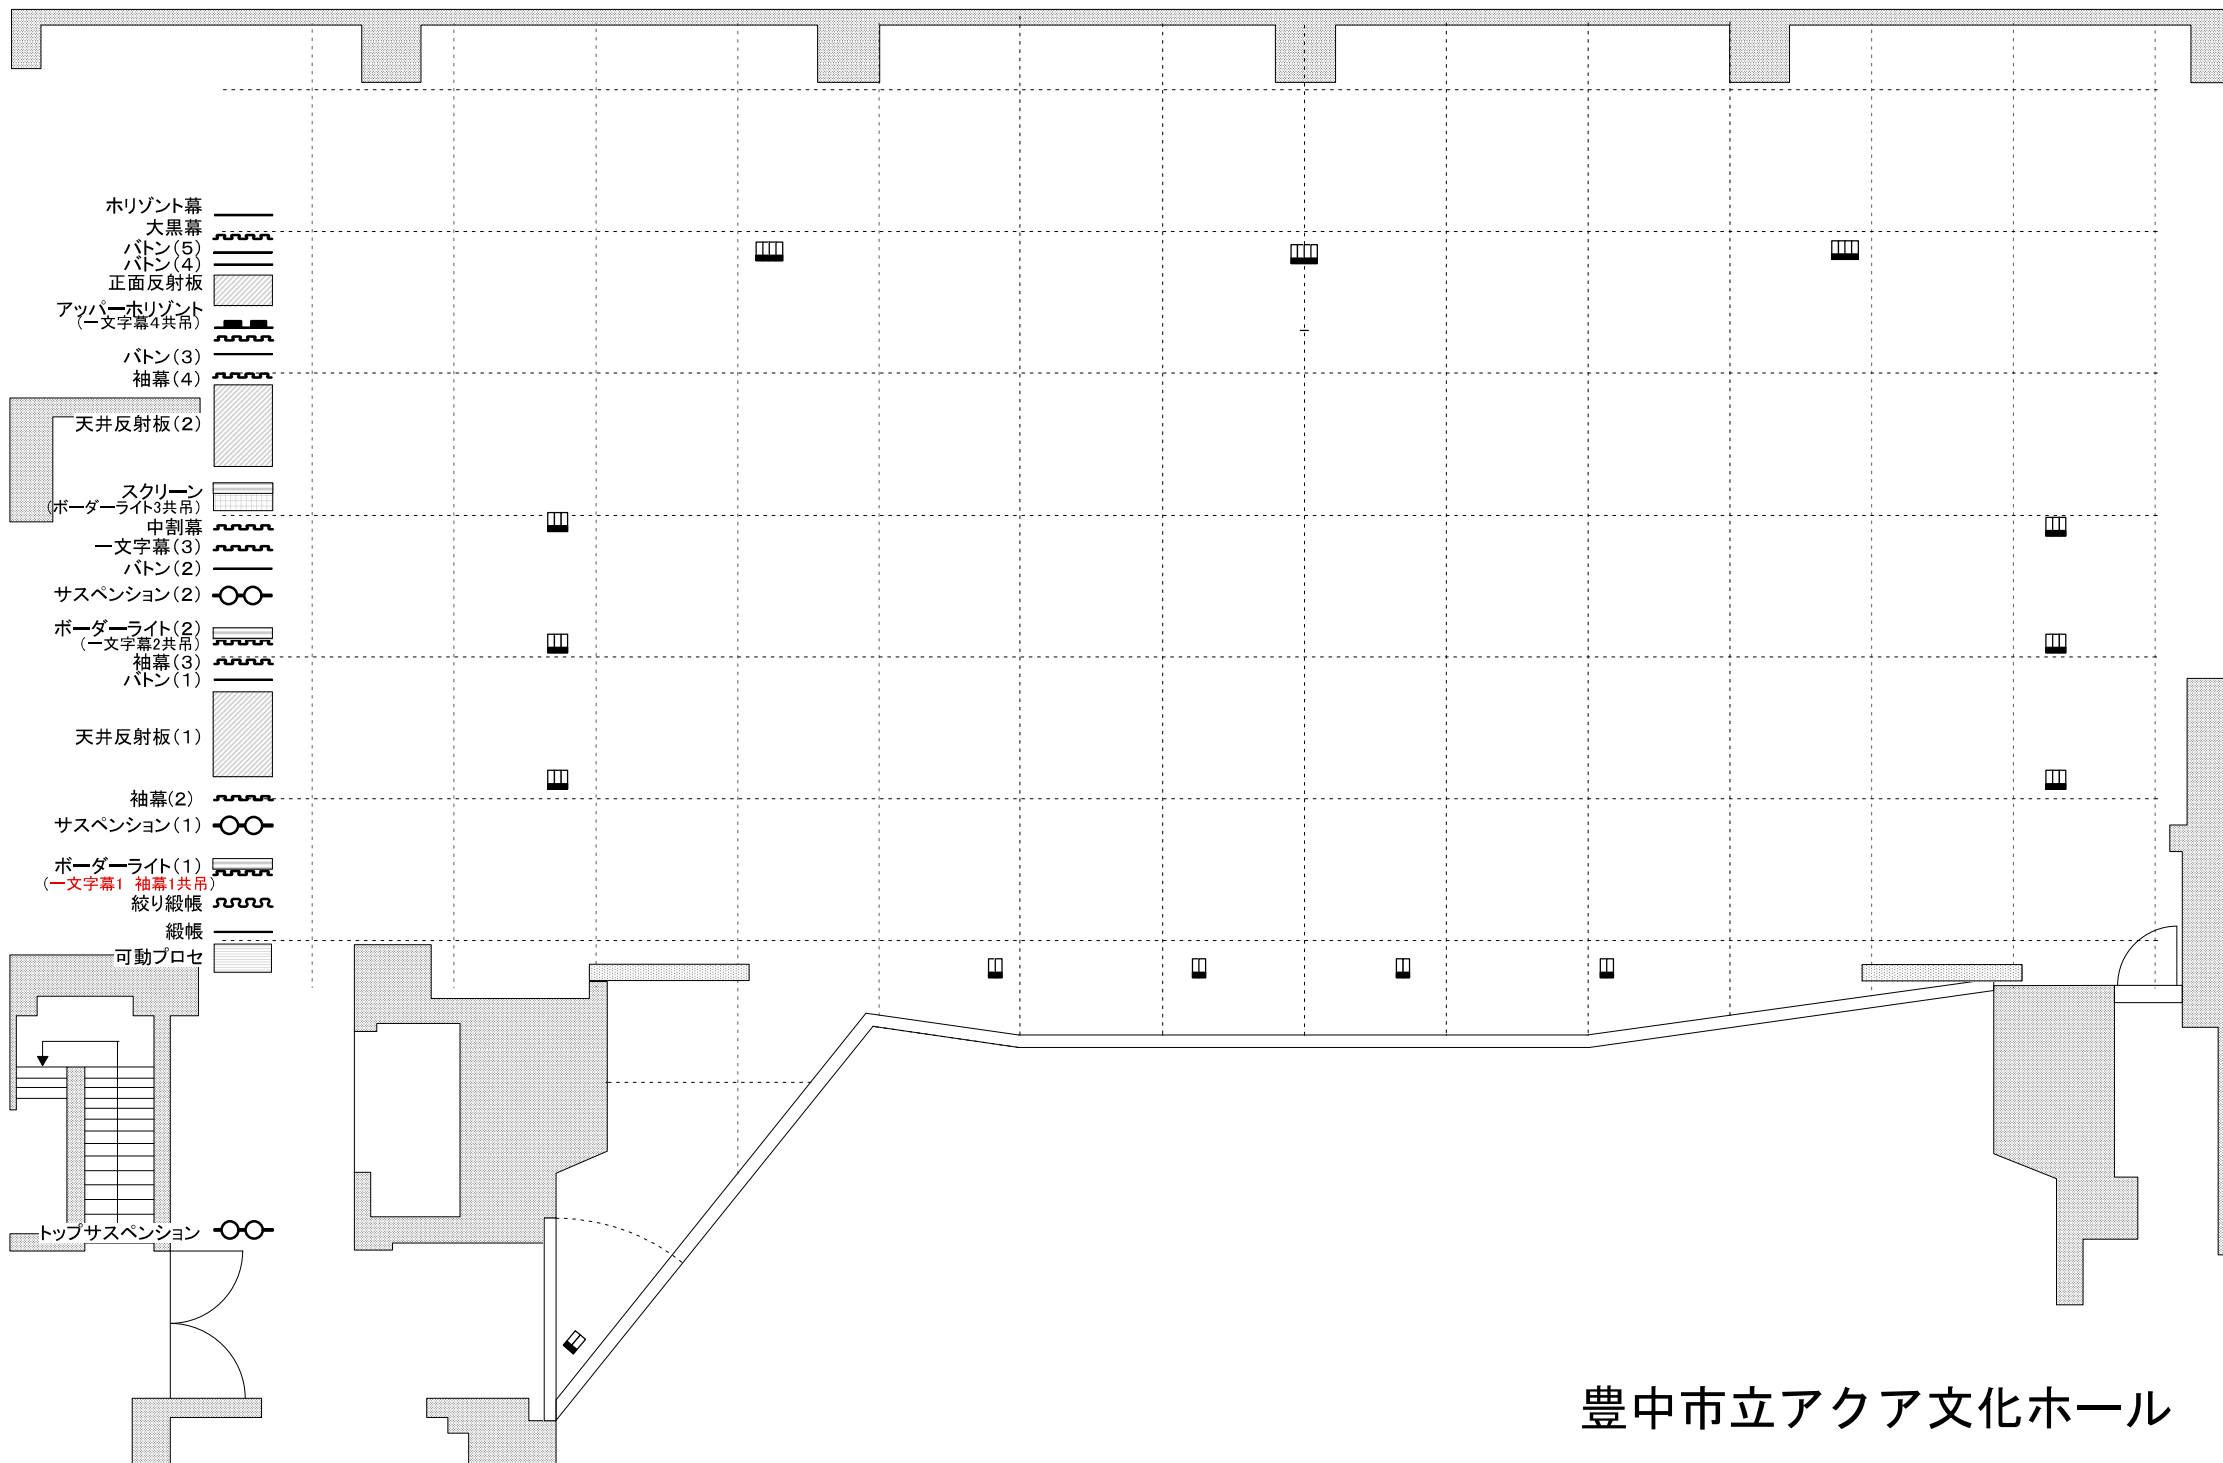 ホリゾント幕
大黒幕
バトン(5)
バトン(4)
正面反射板
アッパーホリゾント
(一文字幕4共吊)
バトン(3)
袖幕(4)
天井反射板(2)
スクリーン
(ボーダーライト3共吊)
中割幕
一文字幕(3)
バトン(2)
サスペンション(2)
ボーダーライト(2)
(一文字幕2共吊)
袖幕(3)
バトン(1)
天井反射板(1)
袖幕(2)
サスペンション(1)
ボーダーライト(1)
(一文字幕1 袖幕1共吊)
絞り緞帳
緞帳
可動プロセ
トップサスペンション
豊中市立アクア文化ホール